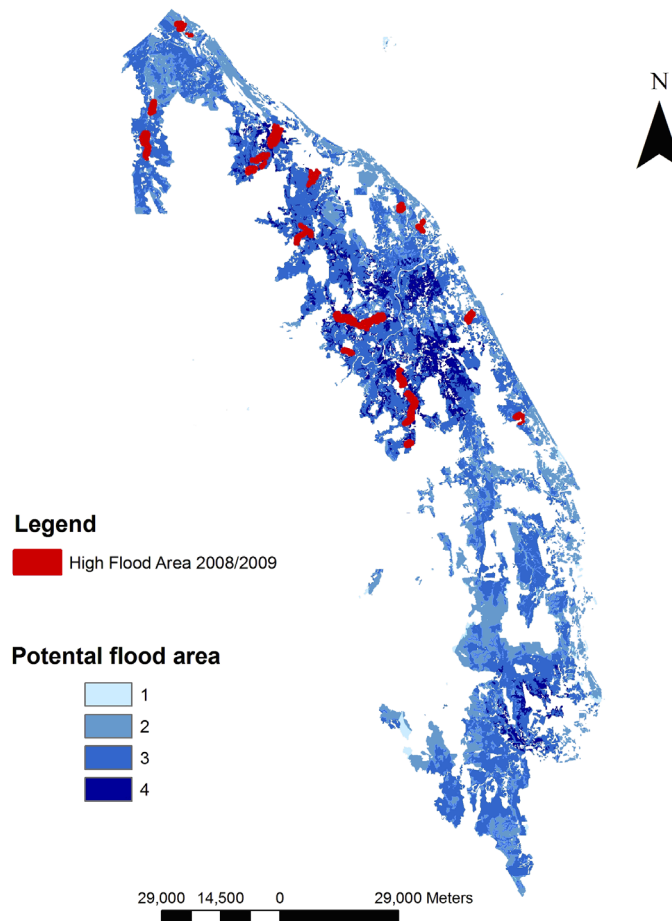 N
Legend
High Flood Area 2008/2009
Potental flood area
1
2
3
4
29,000 14,500 0 29,000 Meters